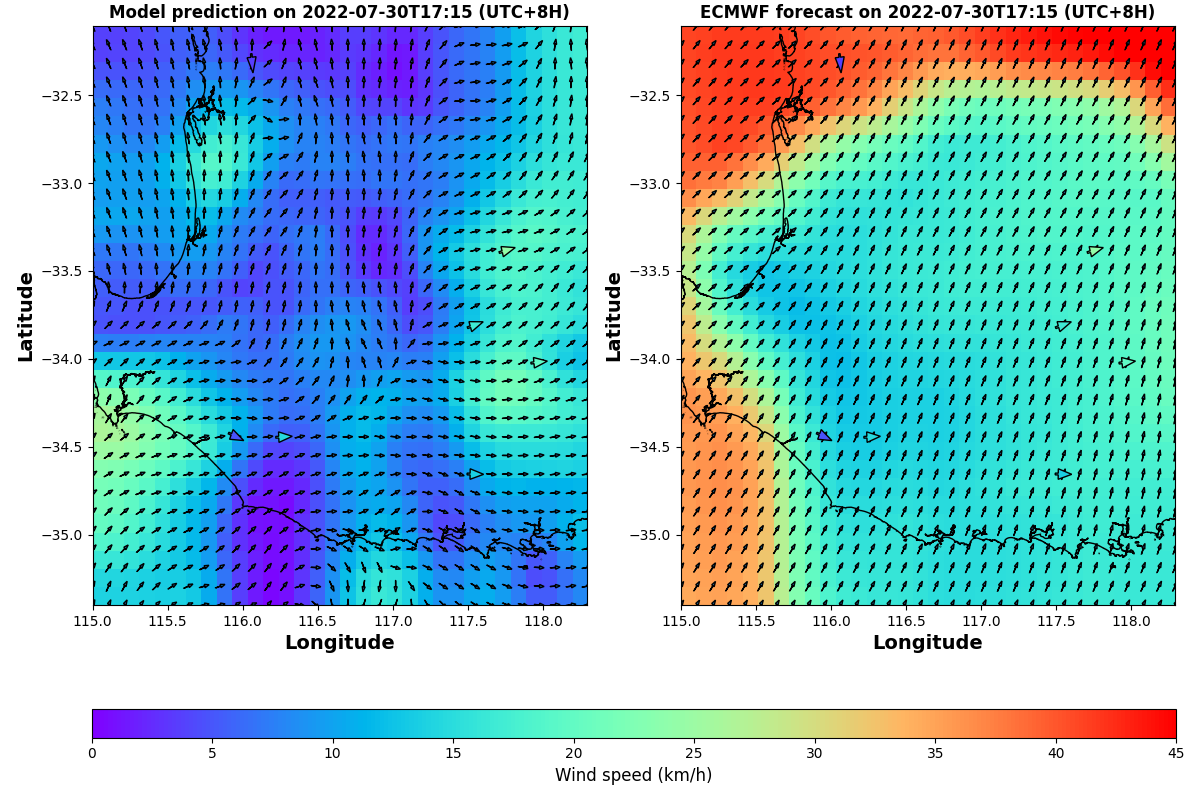 Model prediction on 2022-07-30T17:15 (UTC+8H)
ECMWF forecast on 2022-07-30T17:15 (UTC+8H)
Latitude
−32.5
−33.0
−33.5
−34.0
−34.5
−35.0
115.0 115.5 116.0 116.5 117.0 117.5 118.0
Longitude
Latitude
−32.5
−33.0
−33.5
−34.0
−34.5
−35.0
115.0 115.5 116.0 116.5 117.0 117.5 118.0
Longitude
0 5 10 15 20 25 30 35 40 45
Wind speed (km/h)